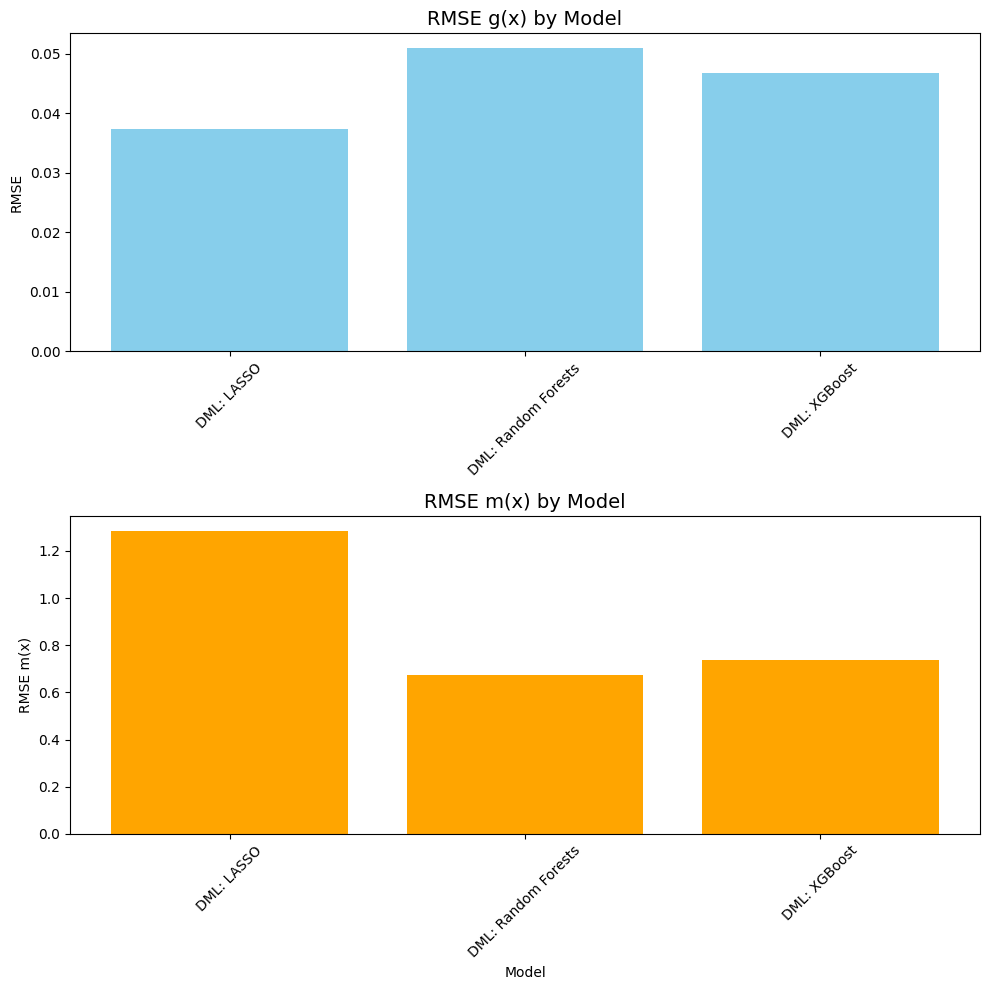 RMSE g(x) by Model
RMSE
0.05
0.04
0.03
0.02
0.01
0.00
DML: LASSO
DML: Random Forests
DML: XGBoost
RMSE m(x) by Model
RMSE m(x)
1.2
1.0
0.8
0.6
0.4
0.2
0.0
DML: LASSO
DML: Random Forests
DML: XGBoost
Model